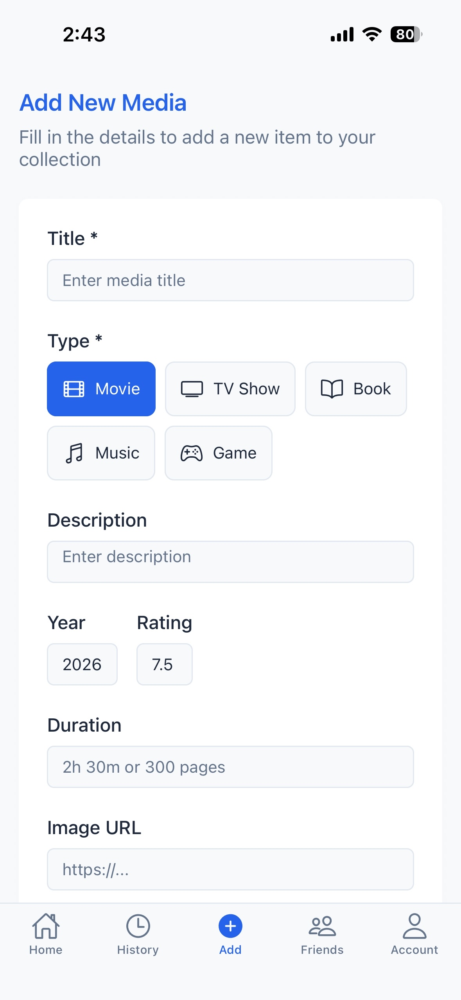 2:43
80
Add New Media
Fill in the details to add a new item to your
collection
Title *
Enter media title
Type *
Movie
TV Show
Book
Music
Game
Description
Enter description
Year
Rating
2026
7.5
Duration
2h 30m or 300 pages
Image URL
https://...
Home
History
Add
Friends
Account